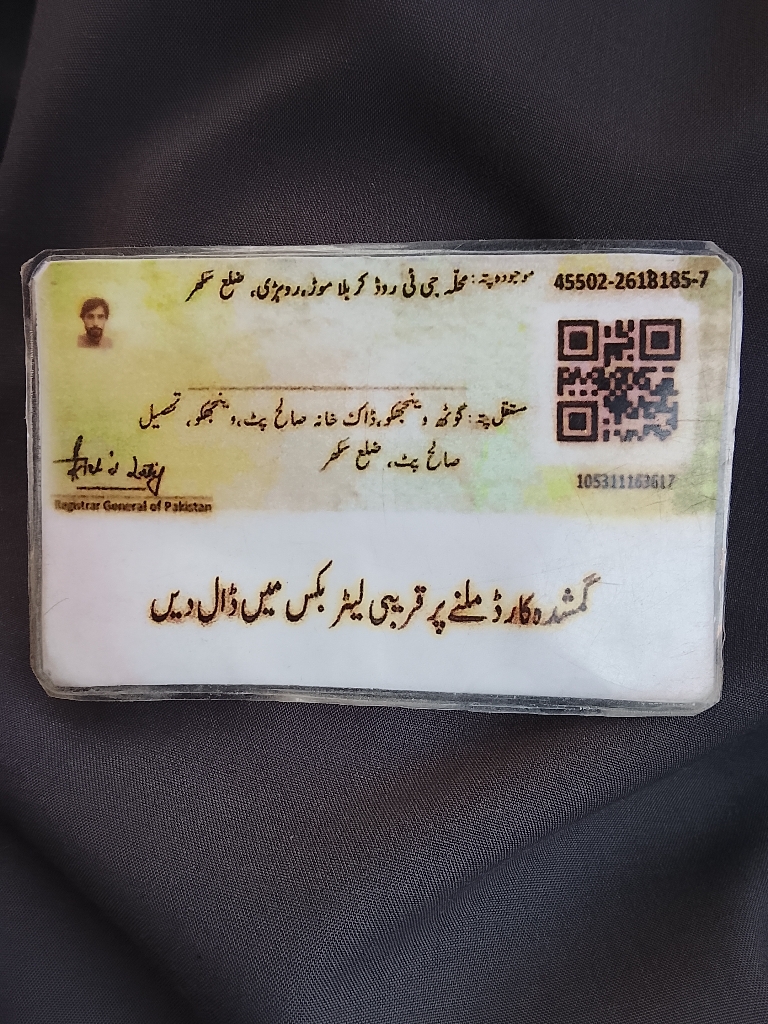 موجودہ پتہ: محلہ جی ٹی روڈ کربلا موڑ، روہڑی، ضلع سکھر
45502-2618185-7
مستقل پتہ: گوٹھ ونجھکو، ڈاک خانہ صالح پٹ، ونجھکو، تحصیل
صالح پٹ، ضلع سکھر
105311163617
Registrar General of Pakistan
گمشدہ کارڈ ملنے پر قریبی لیٹر بکس میں ڈال دیں